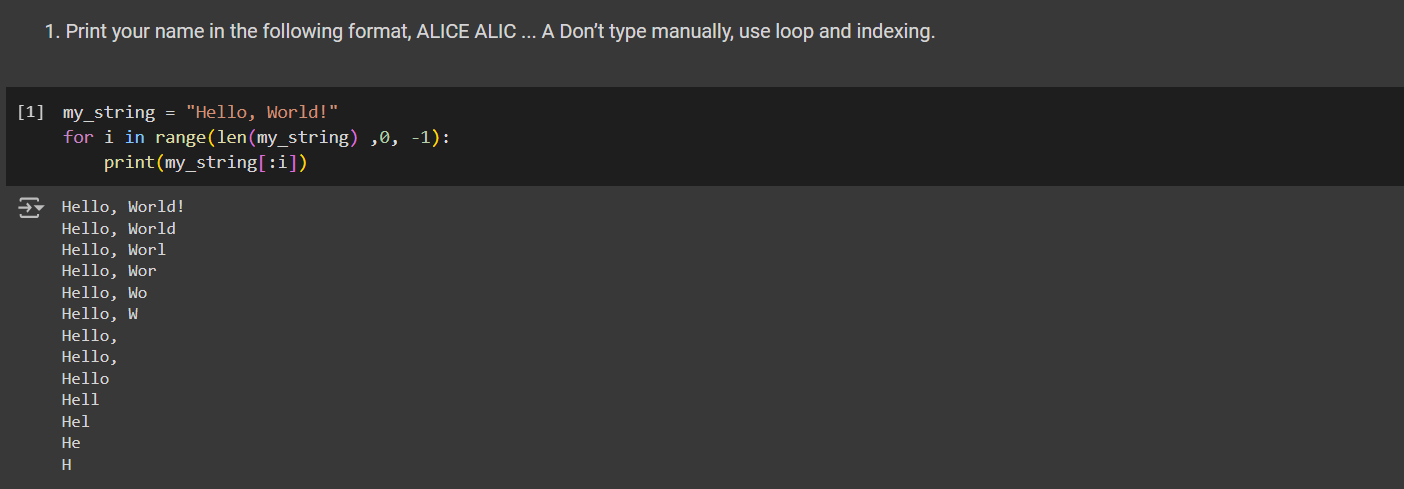 1. Print your name in the following format, ALICE ALIC ... A Don’t type manually, use loop and indexing.
[1] my_string = "Hello, World!"
for i in range(len(my_string) ,0, -1):
    print(my_string[:i])
Hello, World!
Hello, World
Hello, Worl
Hello, Wor
Hello, Wo
Hello, W
Hello,
Hello,
Hello
Hell
Hel
He
H